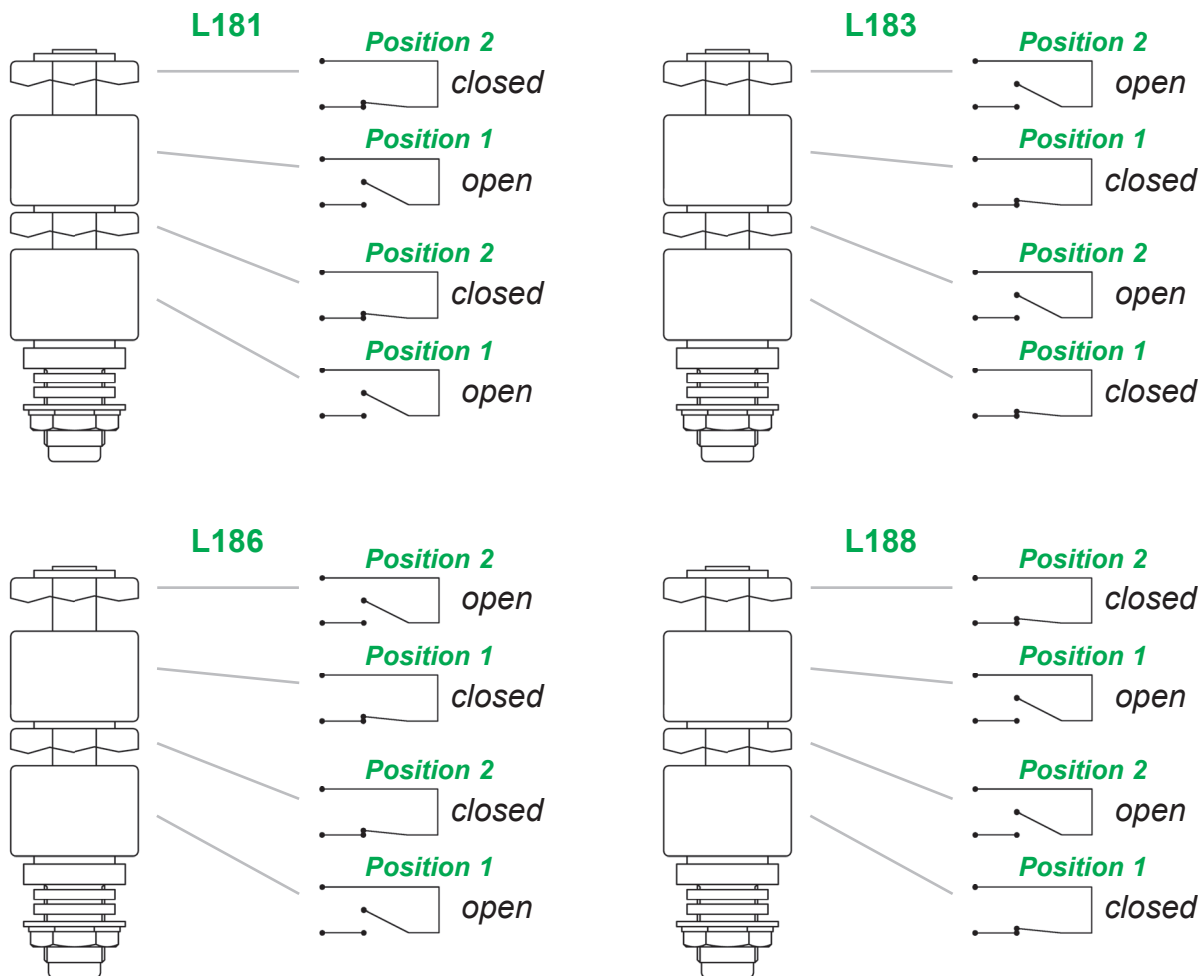 L181
Position 2
closed
Position 1
open
Position 2
closed
Position 1
open
L183
Position 2
open
Position 1
closed
Position 2
open
Position 1
closed
L186
Position 2
open
Position 1
closed
Position 2
closed
Position 1
open
L188
Position 2
closed
Position 1
open
Position 2
open
Position 1
closed